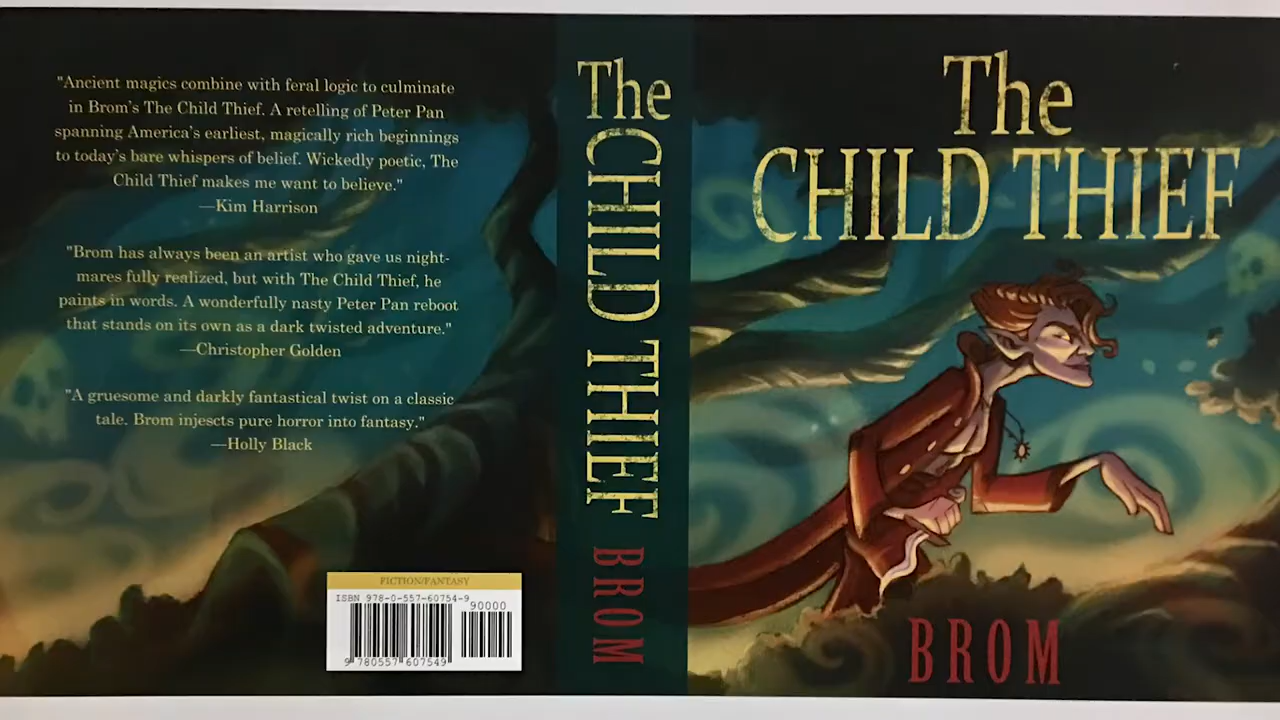 "Ancient magics combine with feral logic to culminate
in Brom's The Child Thief. A retelling of Peter Pan
spanning America's earliest, magically rich beginnings
to today's bare whispers of belief. Wickedly poetic, The
Child Thief makes me want to believe."
—Kim Harrison
"Brom has always been an artist who gave us night-
mares fully realized, but with The Child Thief, he
paints in words. A wonderfully nasty Peter Pan reboot
that stands on its own as a dark twisted adventure."
—Christopher Golden
"A gruesome and darkly fantastical twist on a classic
tale. Brom injescts pure horror into fantasy."
—Holly Black
FICTION/FANTASY
ISBN 978-0-557-60754-9
90000
9 780557 607549
The
CHILD THIEF
BROM
The
CHILD THIEF
BROM